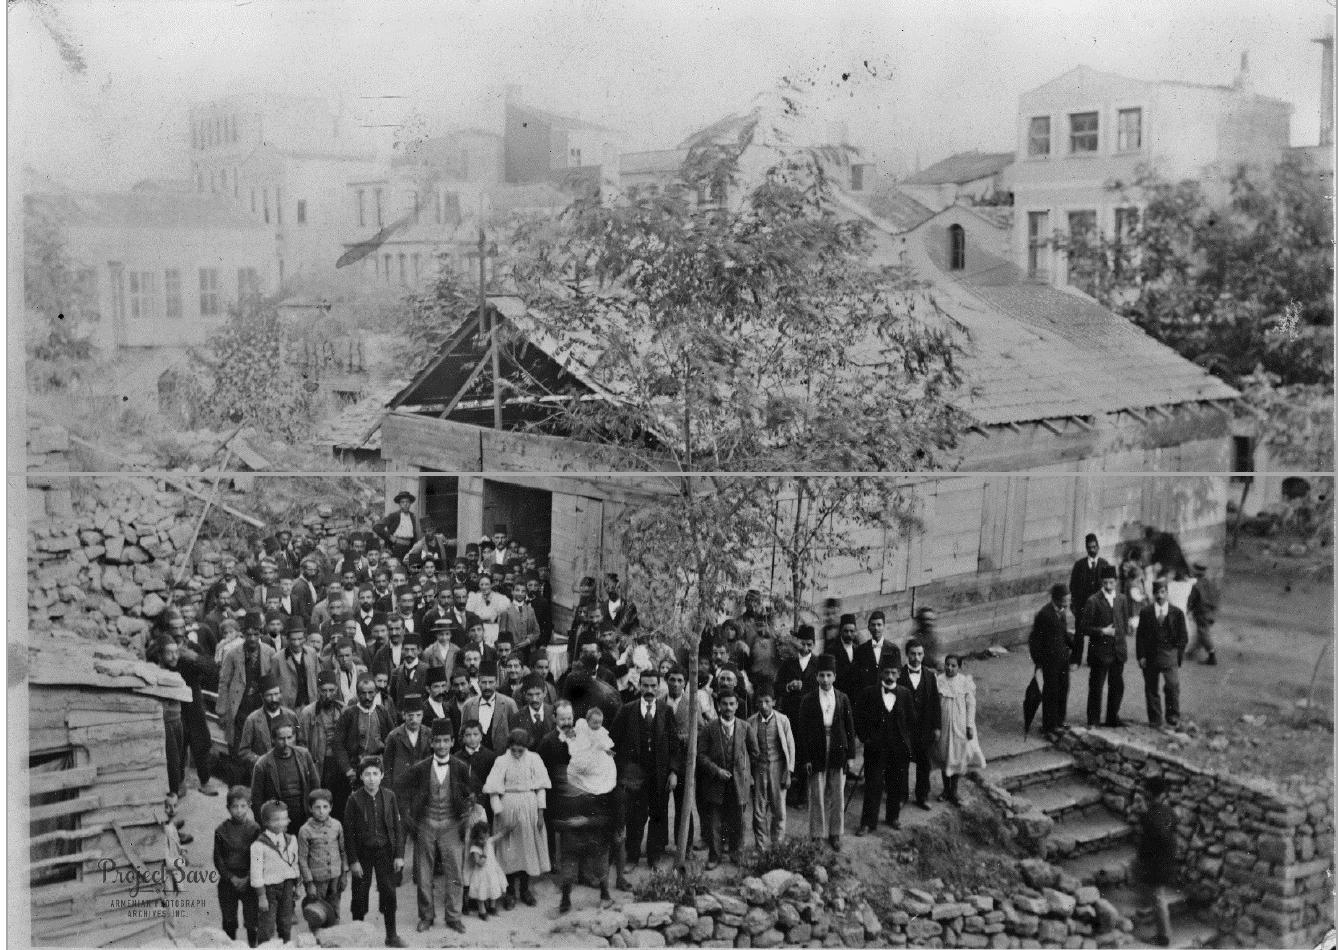 Project Save
ARMENIAN PHOTOGRAPH
ARCHIVES, INC.